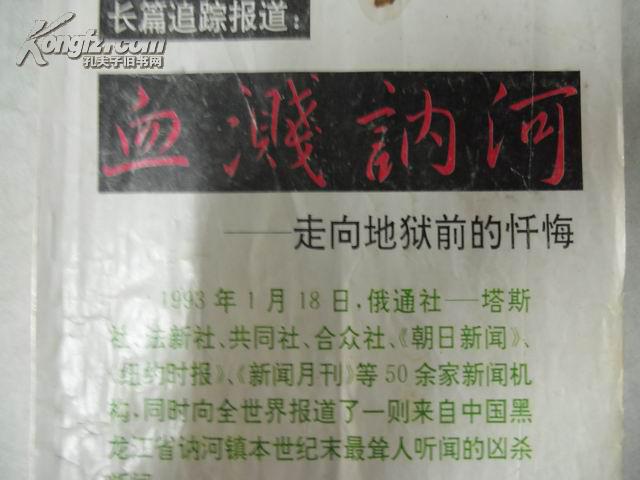 Kongfz.com
孔夫子旧书网
长篇追踪报道：
血溅訥河
——走向地狱前的忏悔
1993年1月18日，俄通社——塔斯
社、法新社、共同社、合众社、《朝日新闻》、
《纽约时报》、《新闻月刊》等50余家新闻机
构，同时向全世界报道了一则来自中国黑
龙江省讷河镇本世纪末最耸人听闻的凶杀